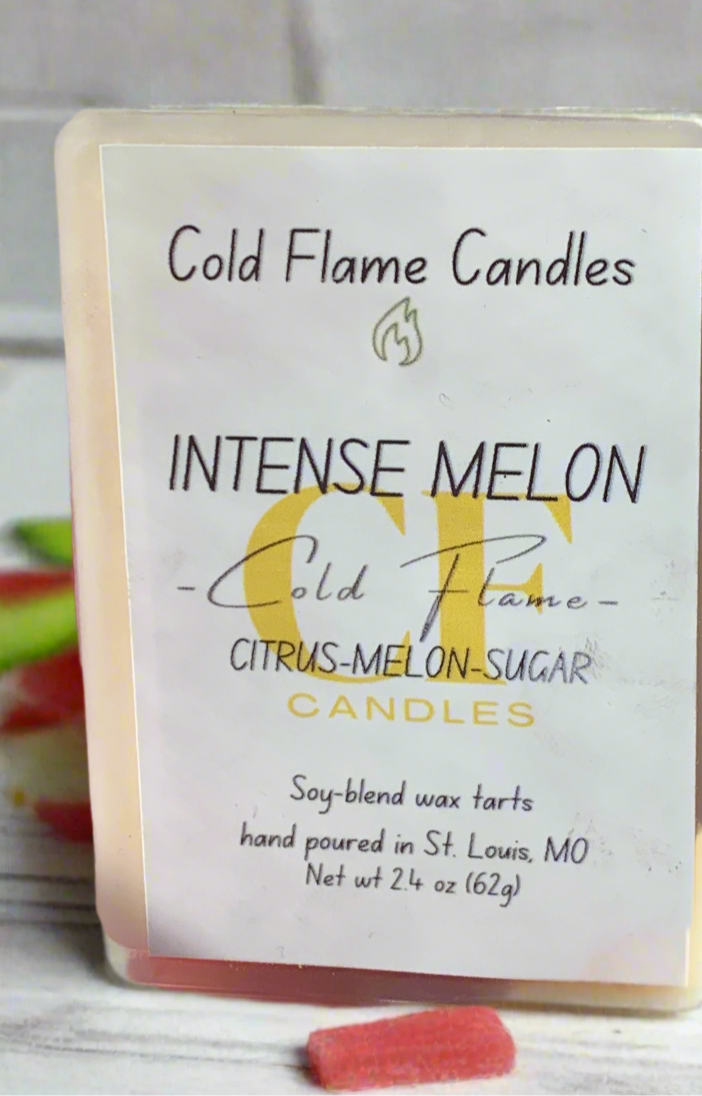 Cold Flame Candles
INTENSE MELON
CF
-Cold Flame-
CITRUS-MELON-SUGAR
CANDLES
Soy-blend wax tarts
hand poured in St. Louis, MO
Net wt 2.4 oz (62g)